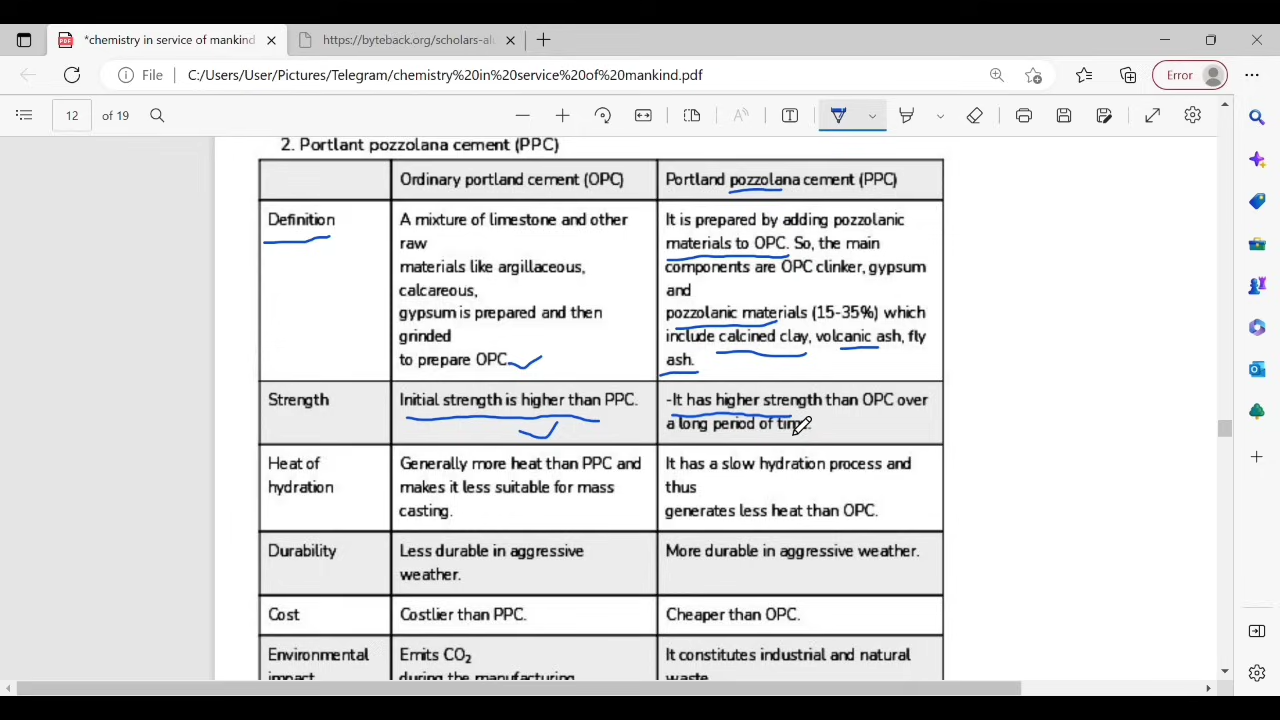 *chemistry in service of mankind
https://byteback.org/scholars-al
Error
File
C:/Users/User/Pictures/Telegram/chemistry%20in%20service%20of%20mankind.pdf
12 of 19
2. Portlant pozzolana cement (PPC)
Ordinary portland cement (OPC)
Portland pozzolana cement (PPC)
Definition
A mixture of limestone and other
raw
materials like argillaceous,
calcareous,
gypsum is prepared and then
grinded
to prepare OPC.
It is prepared by adding pozzolanic
materials to OPC. So, the main
components are OPC clinker, gypsum
and
pozzolanic materials (15-35%) which
include calcined clay, volcanic ash, fly
ash.
Strength
Initial strength is higher than PPC.
-It has higher strength than OPC over
a long period of time.
Heat of
hydration
Generally more heat than PPC and
makes it less suitable for mass
casting.
It has a slow hydration process and
thus
generates less heat than OPC.
Durability
Less durable in aggressive
weather.
More durable in aggressive weather.
Cost
Costlier than PPC.
Cheaper than OPC.
Environmental
impact
Emits CO2
during the manufacturing
It constitutes industrial and natural
waste